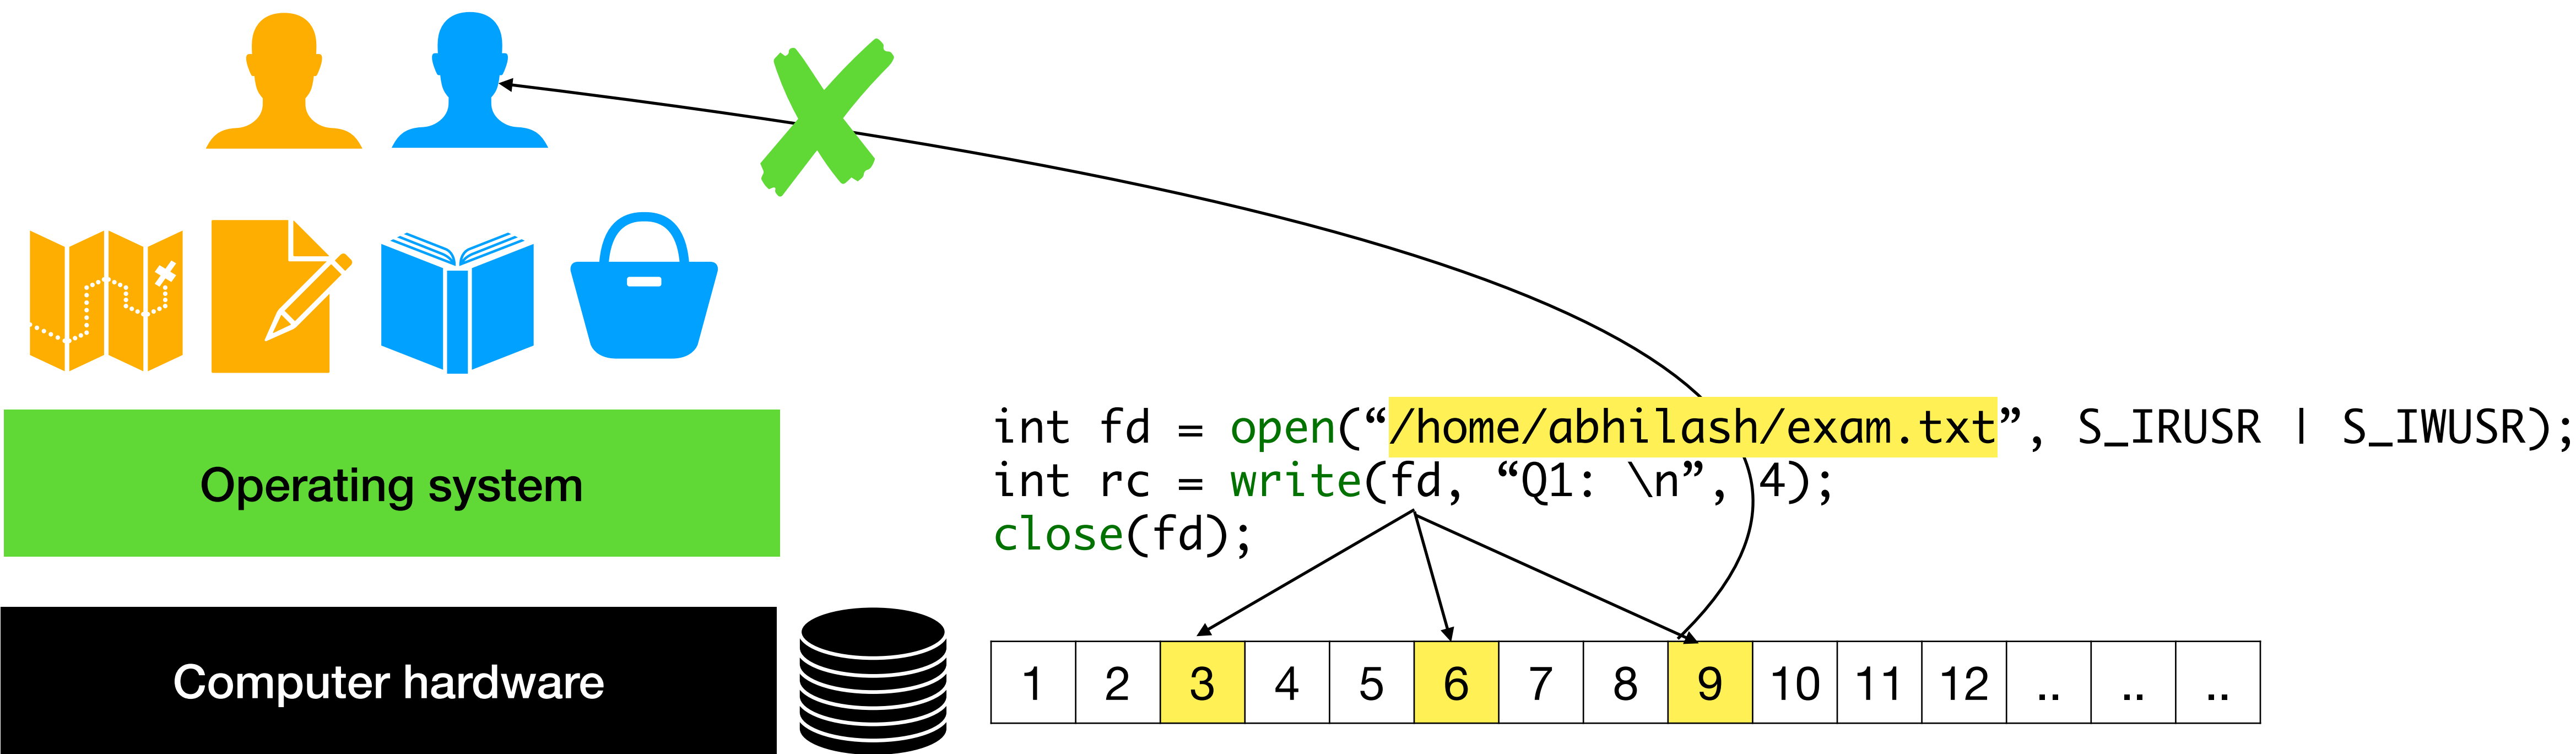 int fd = open(“/home/abhilash/exam.txt”, S_IRUSR | S_IWUSR);
int rc = write(fd, “Q1: \n”, 4);
close(fd);
Operating system
Computer hardware
1 2 3 4 5 6 7 8 9 10 11 12 .. .. ..